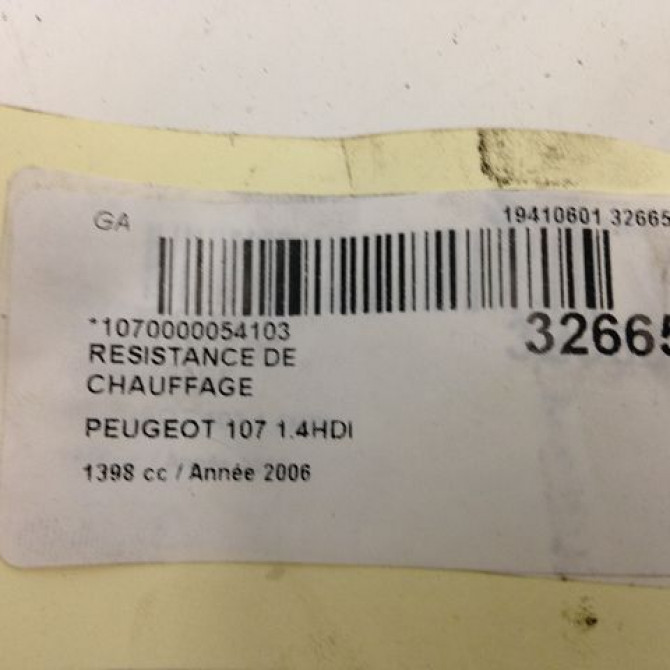 GA 19410601 32665
*1070000054103
32665
RESISTANCE DE
CHAUFFAGE
PEUGEOT 107 1.4HDI
1398 cc / Année 2006